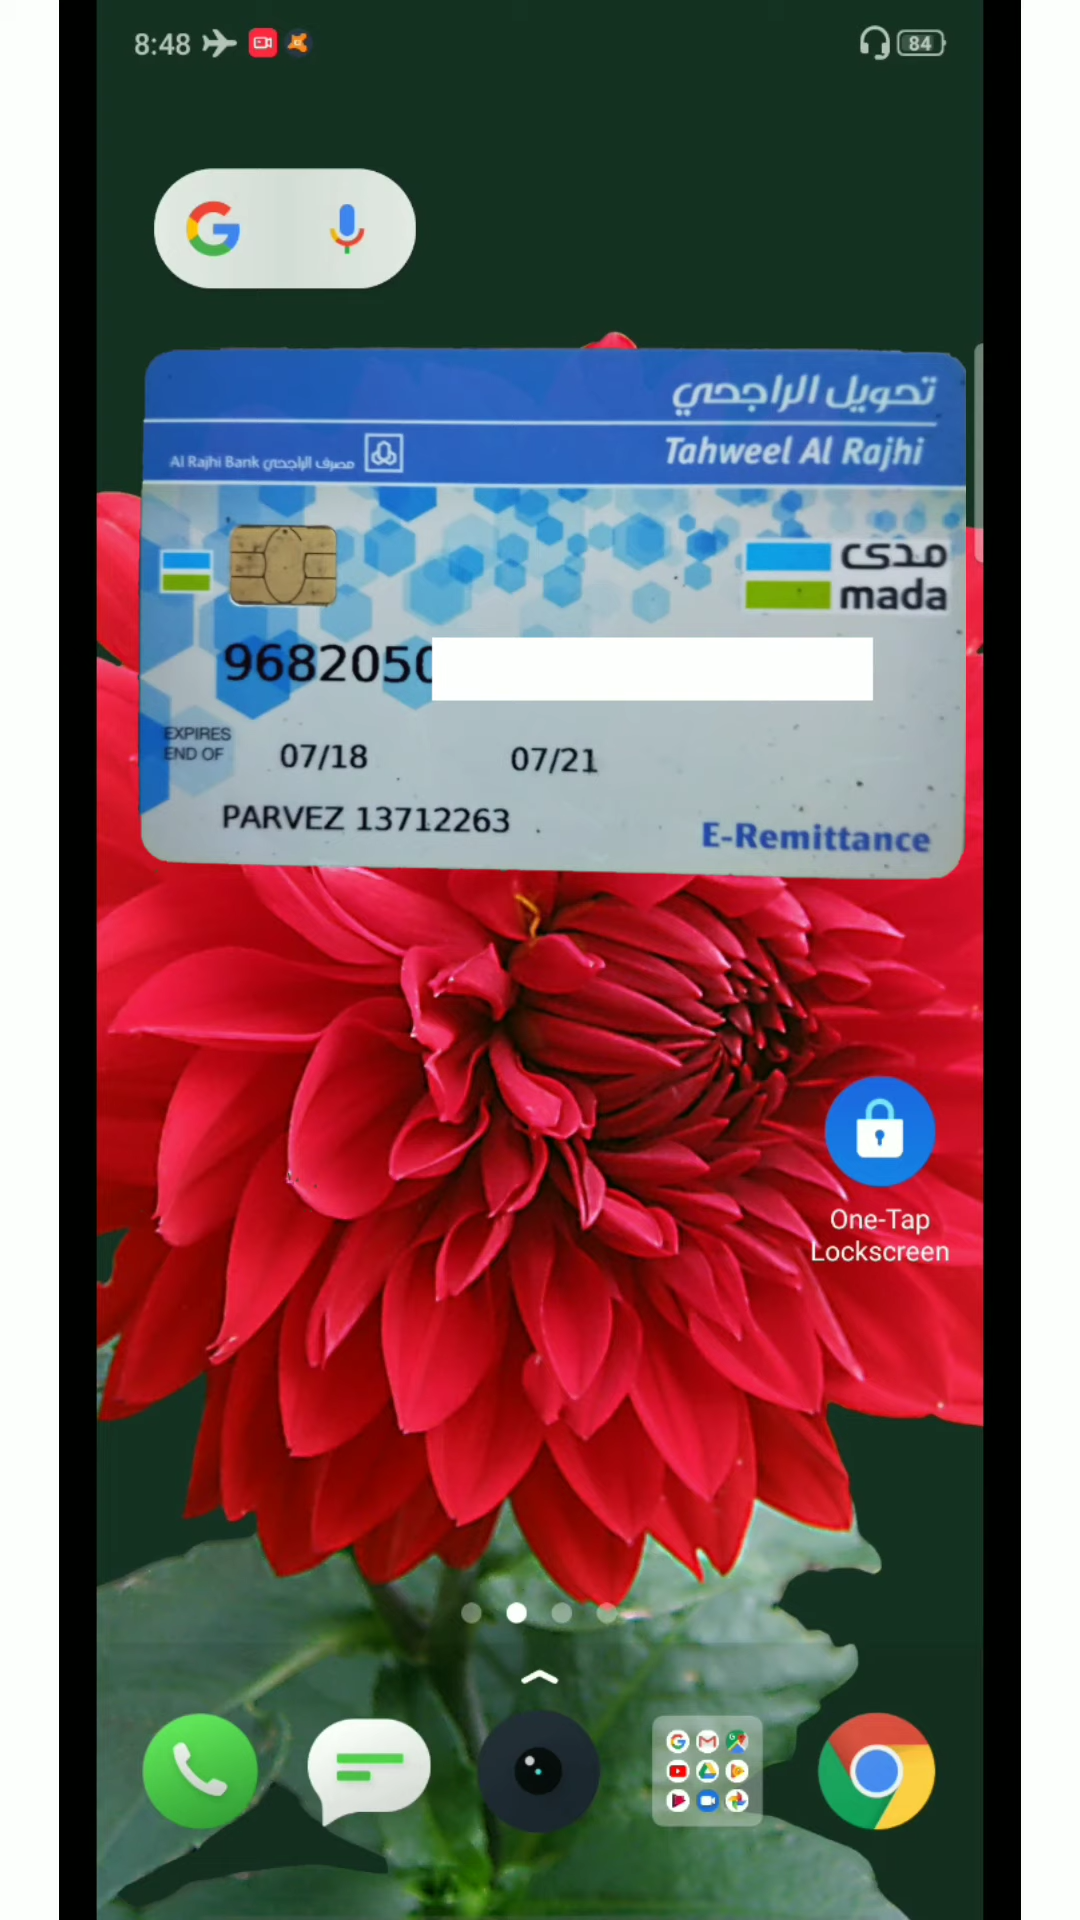 8:48
84
تحويل الراجحي
Tahweel Al Rajhi
Al Rajhi Bank مصرف الراجحي
مدى
mada
9682050
EXPIRES
END OF
07/18 07/21
PARVEZ 13712263
E-Remittance
One-Tap
Lockscreen